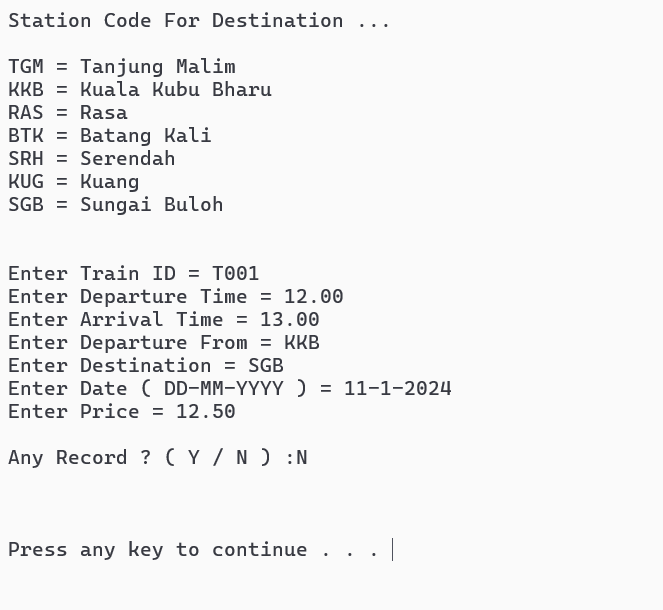 Station Code For Destination ...
TGM = Tanjung Malim
KKB = Kuala Kubu Bharu
RAS = Rasa
BTK = Batang Kali
SRH = Serendah
KUG = Kuang
SGB = Sungai Buloh
Enter Train ID = T001
Enter Departure Time = 12.00
Enter Arrival Time = 13.00
Enter Departure From = KKB
Enter Destination = SGB
Enter Date ( DD-MM-YYYY ) = 11-1-2024
Enter Price = 12.50
Any Record ? ( Y / N ) :N
Press any key to continue . . .